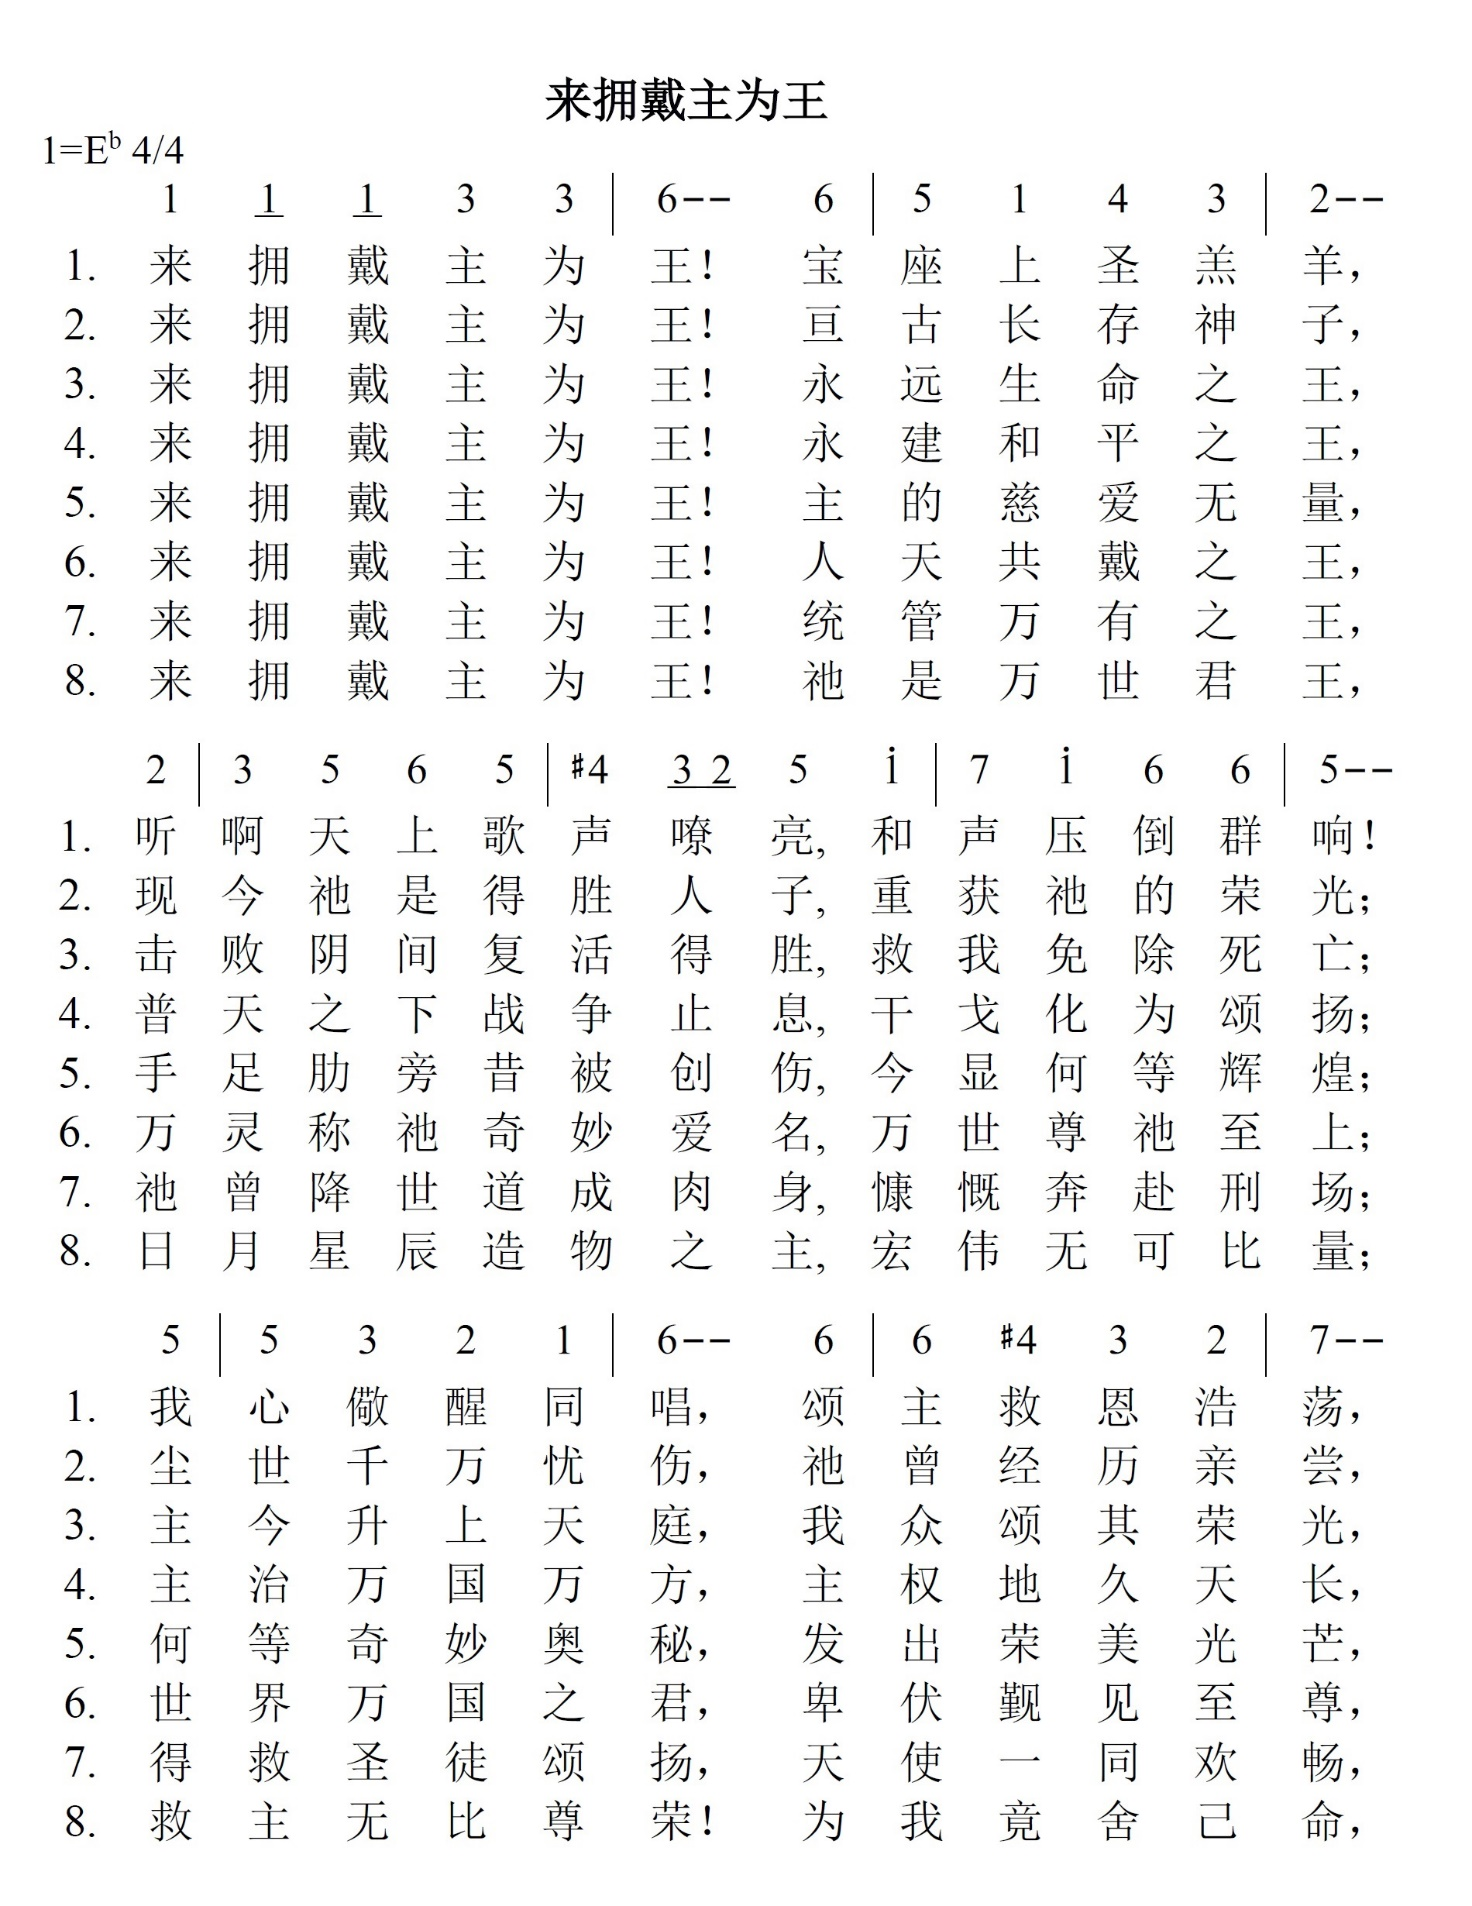 来拥戴主为王
1=E♭ 4/4
1 1 1 3 3 | 6-- 6 | 5 1 4 3 | 2--
1. 来拥戴主为王！宝座上圣羔羊，
2. 来拥戴主为王！亘古长存神子，
3. 来拥戴主为王！永远生命之王，
4. 来拥戴主为王！永建和平之王，
5. 来拥戴主为王！主的慈爱无量，
6. 来拥戴主为王！人天共戴之王，
7. 来拥戴主为王！统管万有之王，
8. 来拥戴主为王！祂是万世君王，
2 | 3 5 6 5 | ♯4 3 2 5 i | 7 i 6 6 | 5--
1. 听啊天上歌声嘹亮, 和声压倒群响！
2. 现今祂是得胜人子, 重获祂的荣光；
3. 击败阴间复活得胜, 救我免除死亡；
4. 普天之下战争止息, 干戈化为颂扬；
5. 手足肋旁昔被创伤, 今显何等辉煌；
6. 万灵称祂奇妙爱名, 万世尊祂至上；
7. 祂曾降世道成肉身, 慷慨奔赴刑场；
8. 日月星辰造物之主, 宏伟无可比量；
5 | 5 3 2 1 | 6-- 6 | 6 ♯4 3 2 | 7--
1. 我心儆醒同唱，颂主救恩浩荡，
2. 尘世千万忧伤，祂曾经历亲尝，
3. 主今升上天庭，我众颂其荣光，
4. 主治万国万方，主权地久天长，
5. 何等奇妙奥秘，发出荣美光芒，
6. 世界万国之君，卑伏觐见至尊，
7. 得救圣徒颂扬，天使一同欢畅，
8. 救主无比尊荣！为我竟舍己命，